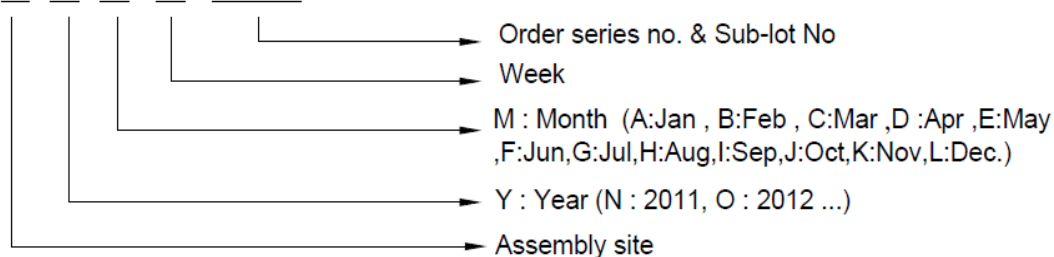 Order series no. & Sub-lot No
Week
M : Month (A:Jan , B:Feb , C:Mar ,D :Apr ,E:May
,F:Jun,G:Jul,H:Aug,I:Sep,J:Oct,K:Nov,L:Dec.)
Y : Year (N : 2011, O : 2012 ...)
Assembly site